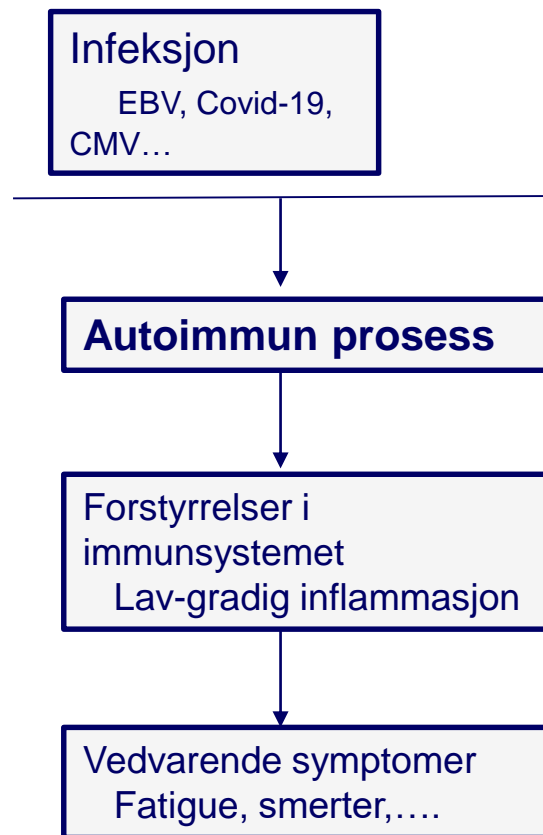 Infeksjon
EBV, Covid-19,
CMV…
Autoimmun prosess
Forstyrrelser i
immunsystemet
Lav-gradig inflammasjon
Vedvarende symptomer
Fatigue, smerter,….